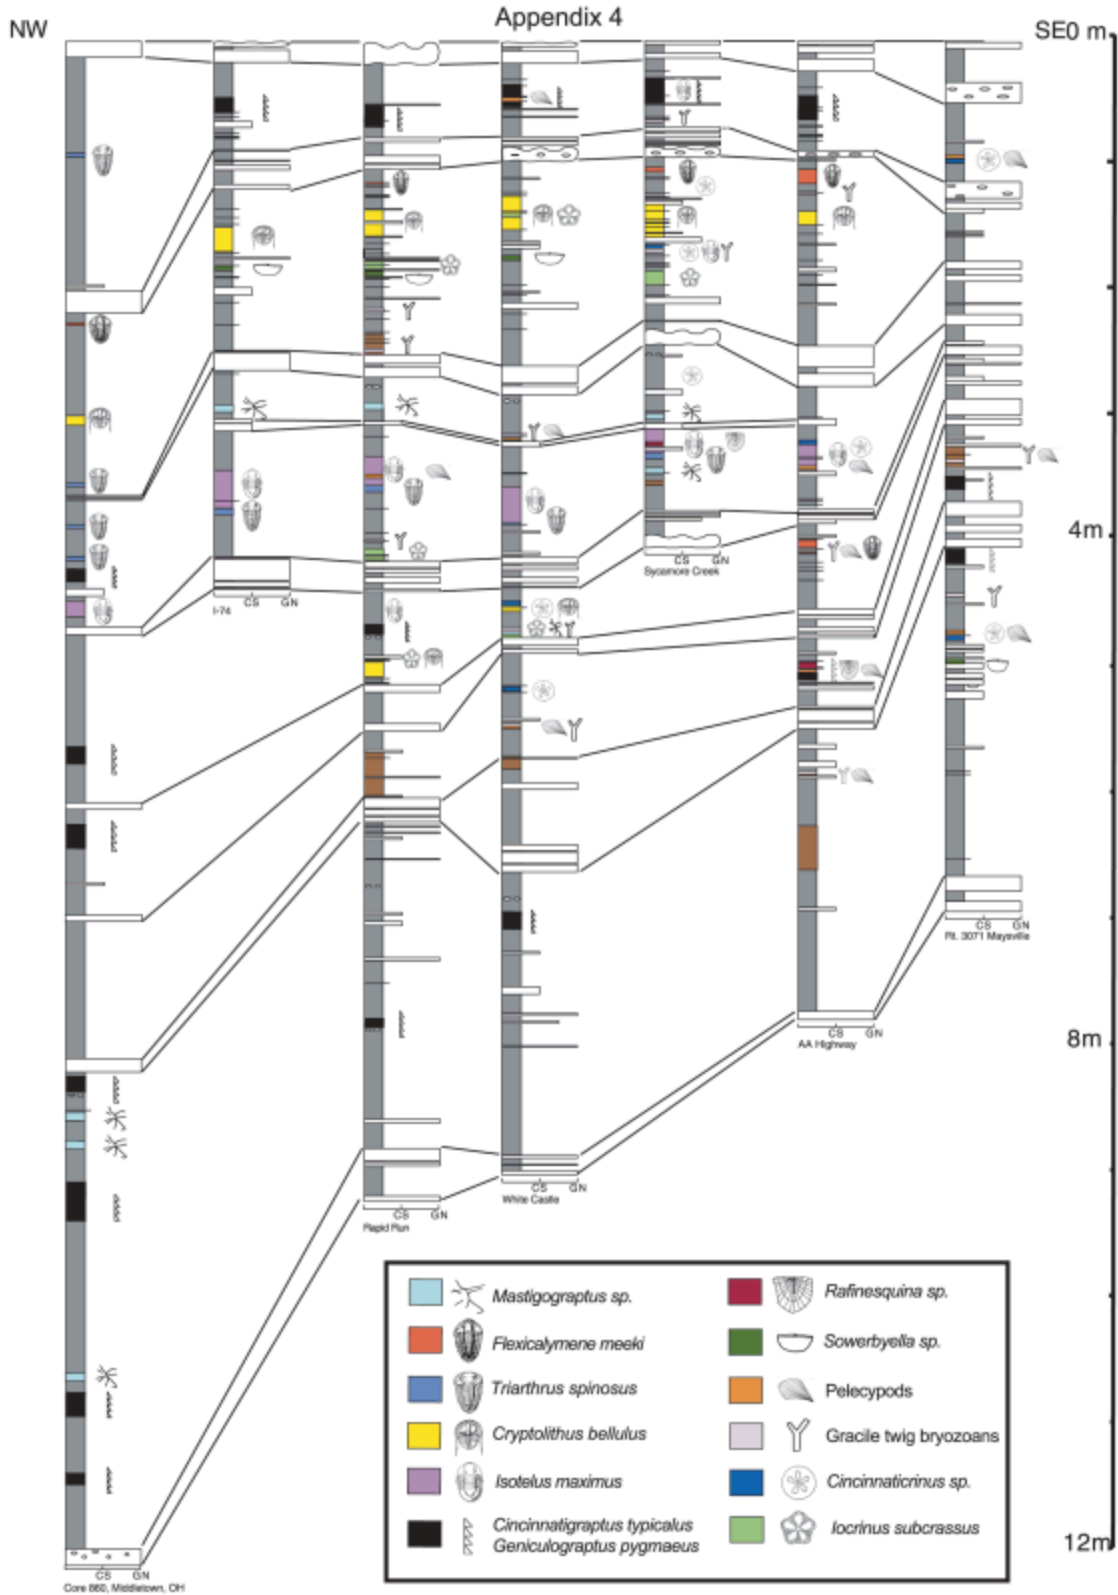 Appendix 4
NW
SE0 m
4m
8m
12m
CS GN
I-74
CS GN
Sycamore Creek
CS GN
Rt. 3071 Maysville
CS GN
AA Highway
CS GN
White Castle
CS GN
Rapid Run
CS GN
Core 860, Middletown, OH
Mastigograptus sp.
Flexicalymene meeki
Triarthrus spinosus
Cryptolithus bellulus
Isotelus maximus
Cincinnatigraptus typicalus
Geniculograptus pygmaeus
Rafinesquina sp.
Sowerbyella sp.
Pelecypods
Gracile twig bryozoans
Cincinnaticrinus sp.
Iocrinus subcrassus